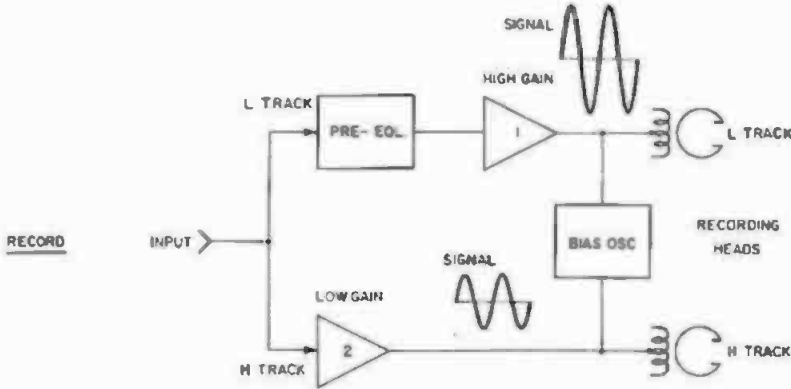 SIGNAL
HIGH GAIN
L TRACK
PRE-EQL
1
L TRACK
RECORD
INPUT
BIAS OSC
RECORDING
HEADS
SIGNAL
LOW GAIN
2
H TRACK
H TRACK